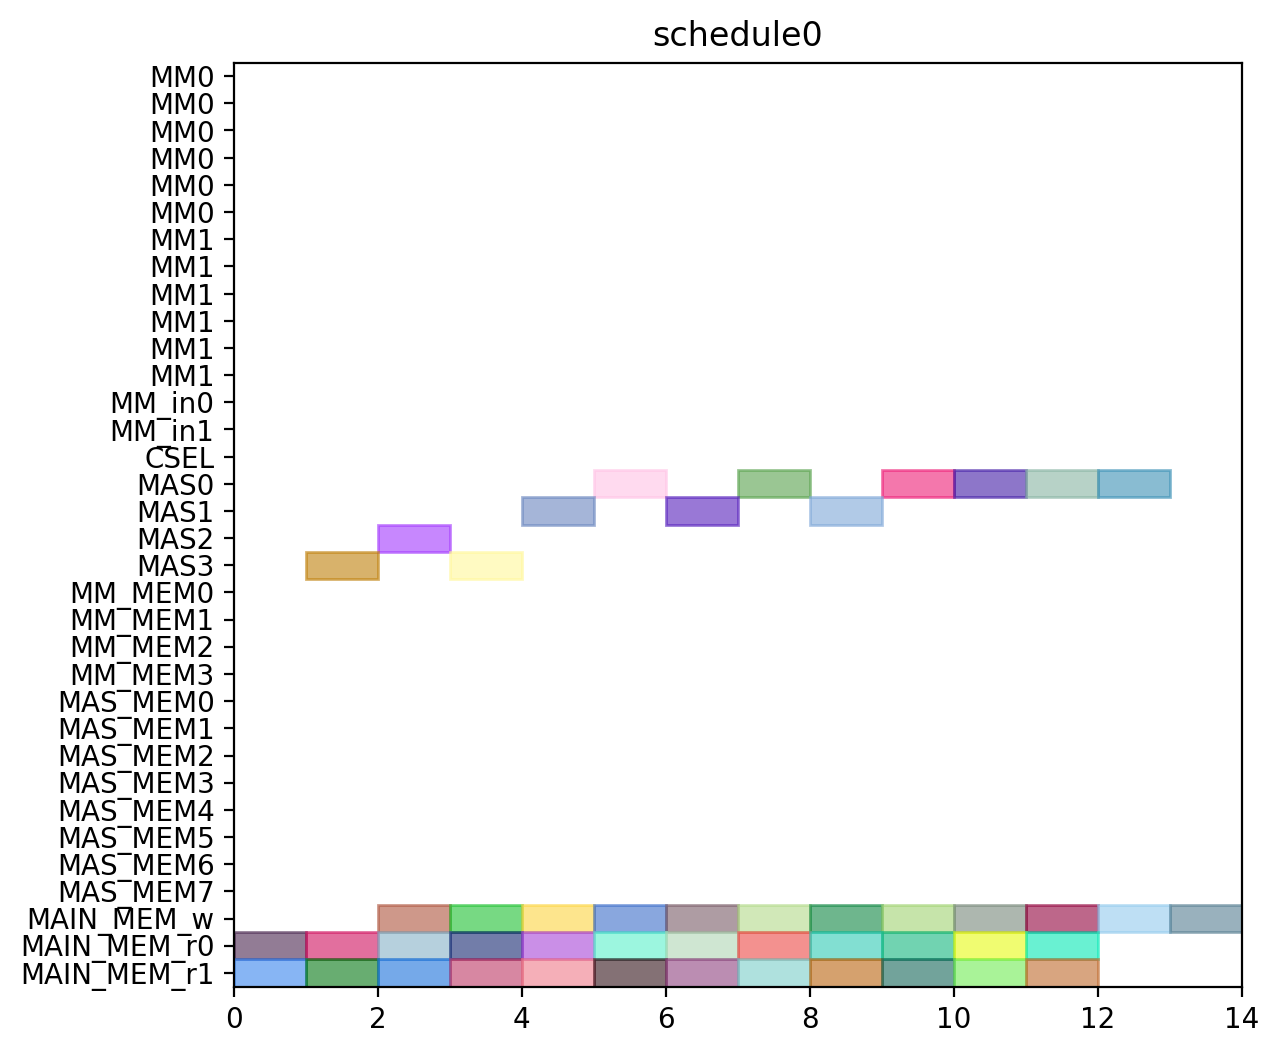 schedule0
MM0
MM0
MM0
MM0
MM0
MM0
MM1
MM1
MM1
MM1
MM1
MM1
MM_in0
MM_in1
CSEL
MAS0
MAS1
MAS2
MAS3
MM_MEM0
MM_MEM1
MM_MEM2
MM_MEM3
MAS_MEM0
MAS_MEM1
MAS_MEM2
MAS_MEM3
MAS_MEM4
MAS_MEM5
MAS_MEM6
MAS_MEM7
MAIN_MEM_w
MAIN_MEM_r0
MAIN_MEM_r1
0 2 4 6 8 10 12 14